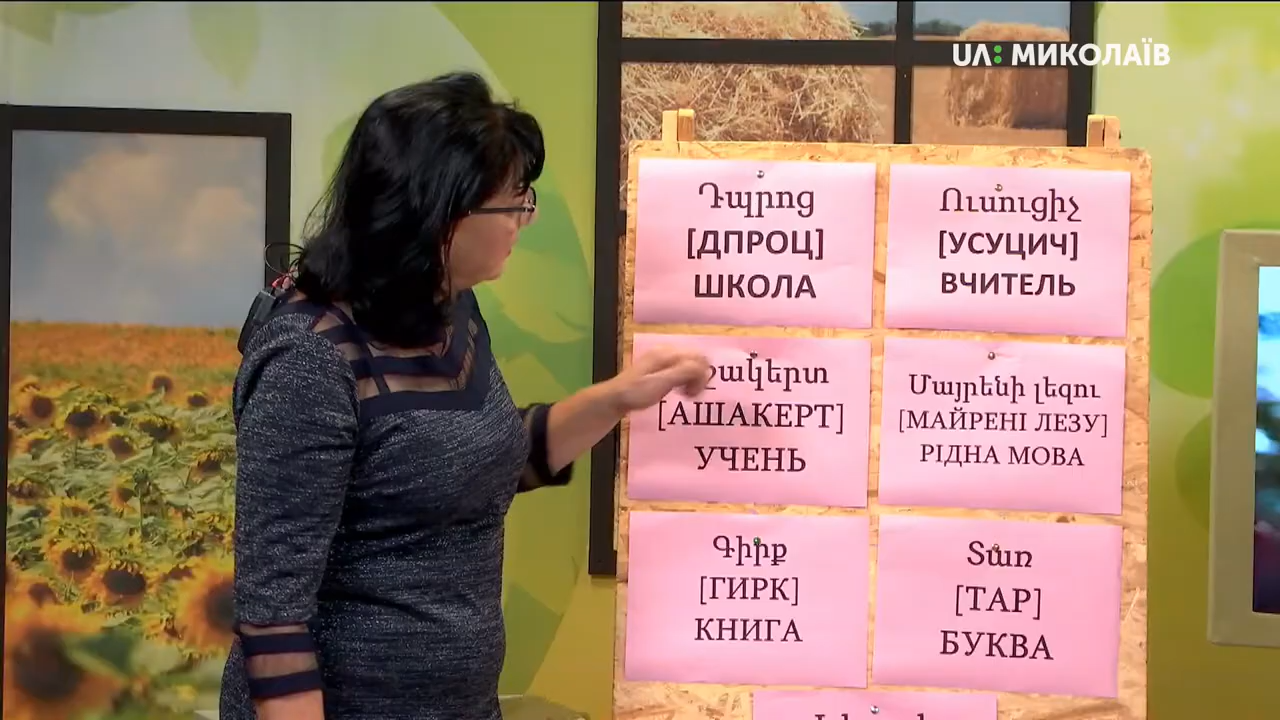 UA: МИКОЛАЇВ
Դպրոց
[ДПРОЦ]
ШКОЛА
Ուսուցիչ
[УСУЦИЧ]
ВЧИТЕЛЬ
[АШАКЕРТ]
УЧЕНЬ
Մայրենի լեզու
[МАЙРЕНІ ЛЕЗУ]
РІДНА МОВА
Գիրք
[ГИРК]
КНИГА
Տառ
[ТАР]
БУКВА